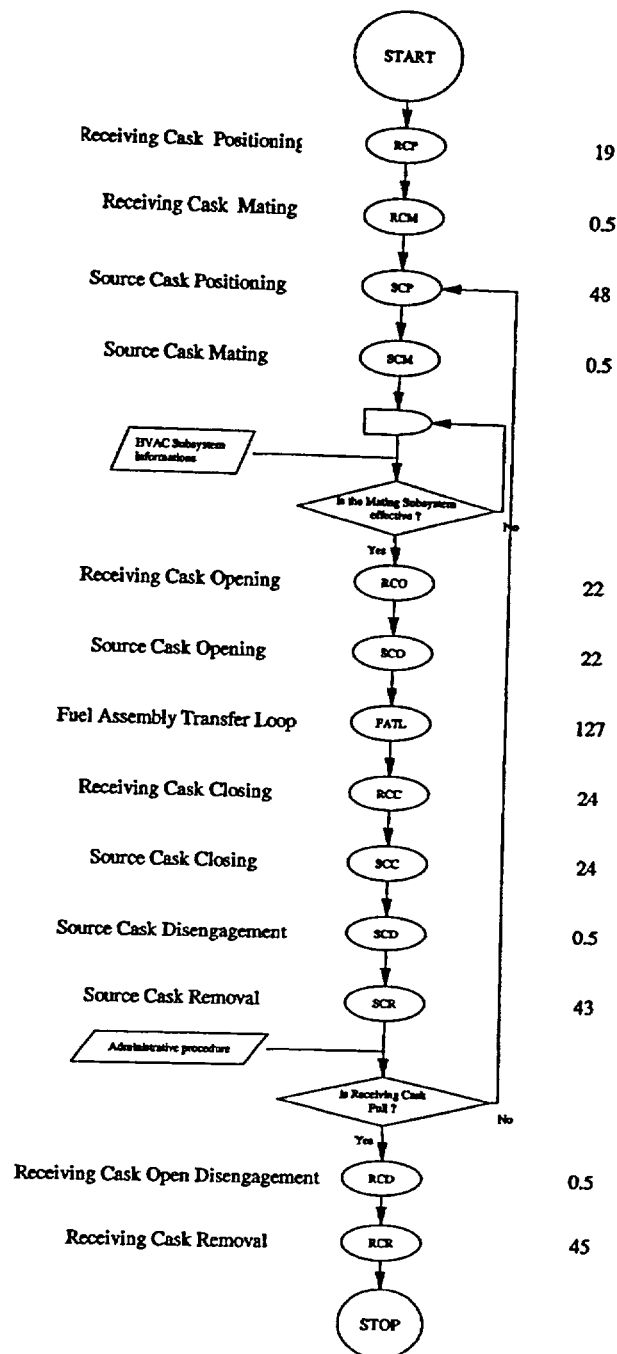 START
Receiving Cask Positioning RCP 19
Receiving Cask Mating RCM 0.5
Source Cask Positioning SCP 48
Source Cask Mating SCM 0.5
HVAC Subsystem
Informations
Is the Mating Subsystem
effective ?
No
Yes
Receiving Cask Opening RCO 22
Source Cask Opening SCO 22
Fuel Assembly Transfer Loop FATL 127
Receiving Cask Closing RCC 24
Source Cask Closing SCC 24
Source Cask Disengagement SCD 0.5
Source Cask Removal SCR 43
Administrative procedure
Is Receiving Cask
Full ?
No
Yes
Receiving Cask Open Disengagement RCD 0.5
Receiving Cask Removal RCR 45
STOP